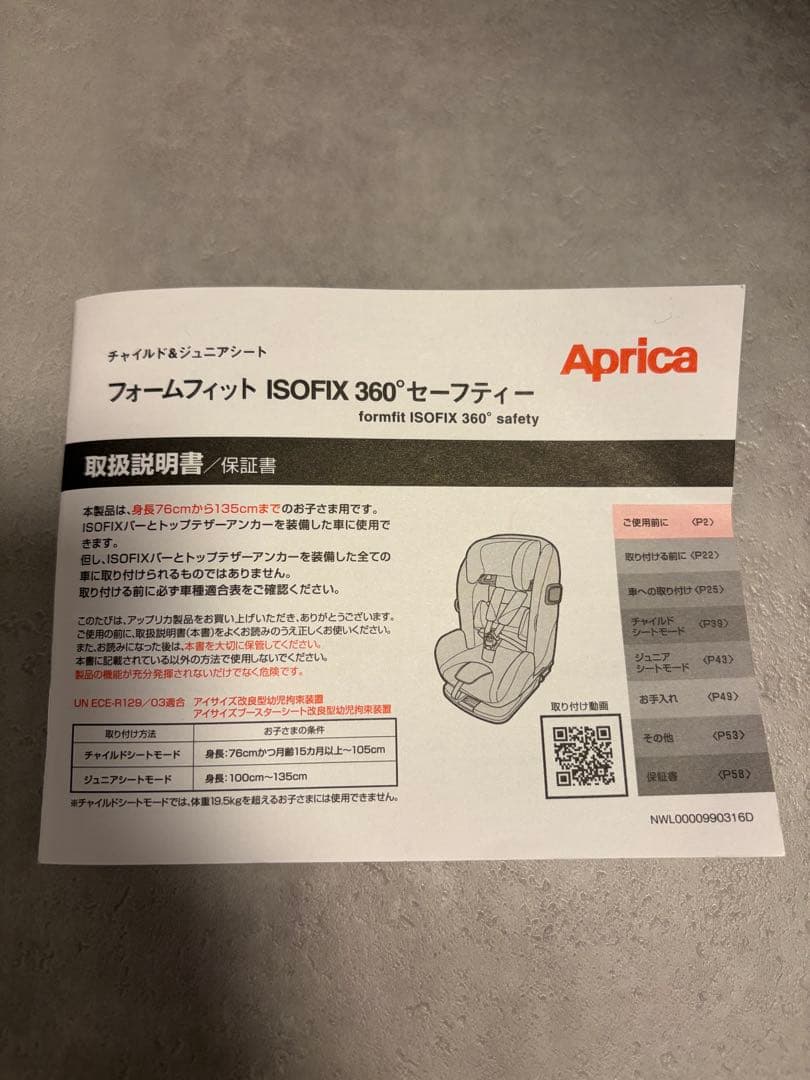 チャイルド&ジュニアシート
Aprica
フォームフィット ISOFIX 360°セーフティー
formfit ISOFIX 360° safety
取扱説明書/保証書
本製品は、身長76cmから135cmまでのお子さま用です。
ISOFIXバーとトップテザーアンカーを装備した車に使用で
きます。
但し、ISOFIXバーとトップテザーアンカーを装備した全ての
車に取り付けられるものではありません。
取り付ける前に必ず車種適合表をご確認ください。
このたびは、アップリカ製品をお買い上げいただき、ありがとうございます。
ご使用の前に、取扱説明書(本書)をよくお読みのうえ正しくお使いください。
また、お読みになった後は、本書を大切に保管してください。
本書に記載されている以外の方法で使用しないでください。
製品の機能が充分発揮されないだけでなく危険です。
UN ECE-R129/03適合 アイサイズ改良型幼児拘束装置
アイサイズブースターシート改良型幼児拘束装置
取り付け方法 お子さまの条件
チャイルドシートモード 身長:76cmかつ月齢15カ月以上~105cm
ジュニアシートモード 身長:100cm~135cm
※チャイルドシートモードでは、体重19.5kgを超えるお子さまには使用できません。
取り付け動画
ご使用前に 〈P2〉
取り付ける前に〈P22〉
車への取り付け〈P25〉
チャイルド
シートモード 〈P39〉
ジュニア
シートモード 〈P43〉
お手入れ 〈P49〉
その他 〈P53〉
保証書 〈P58〉
NWL0000990316D